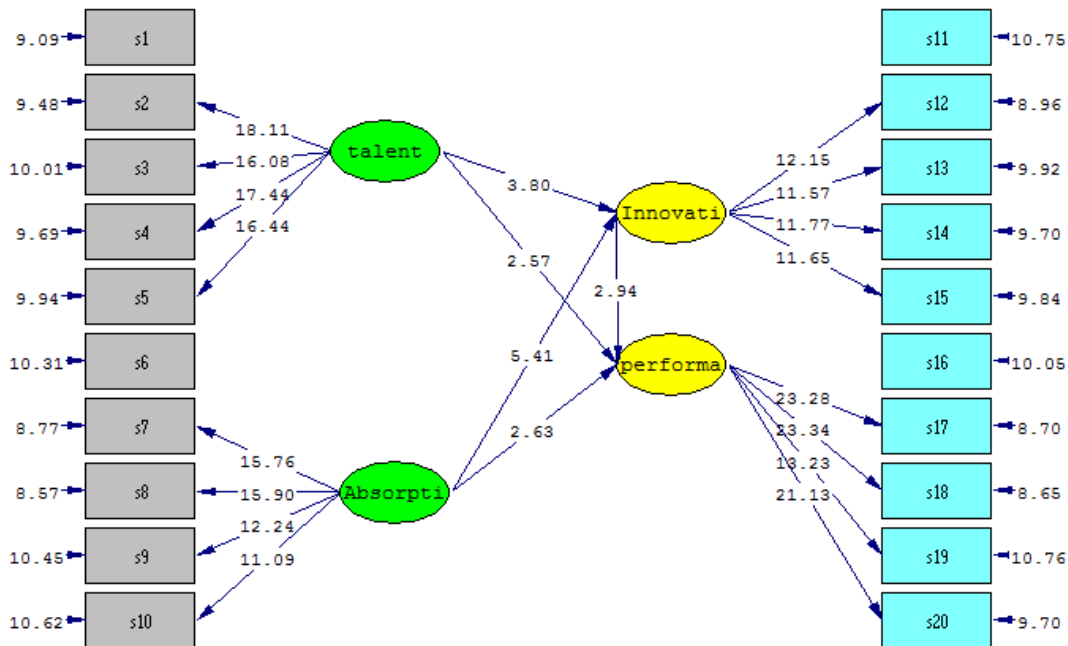 9.09 s1
9.48 s2
10.01 s3
9.69 s4
9.94 s5
10.31 s6
8.77 s7
8.57 s8
10.45 s9
10.62 s10
18.11
16.08
17.44
16.44
15.76
15.90
12.24
11.09
talent
Absorpti
3.80
2.57
5.41
2.63
2.94
Innovati
performa
12.15
11.57
11.77
11.65
23.28
23.34
13.23
21.13
s11 10.75
s12 8.96
s13 9.92
s14 9.70
s15 9.84
s16 10.05
s17 8.70
s18 8.65
s19 10.76
s20 9.70